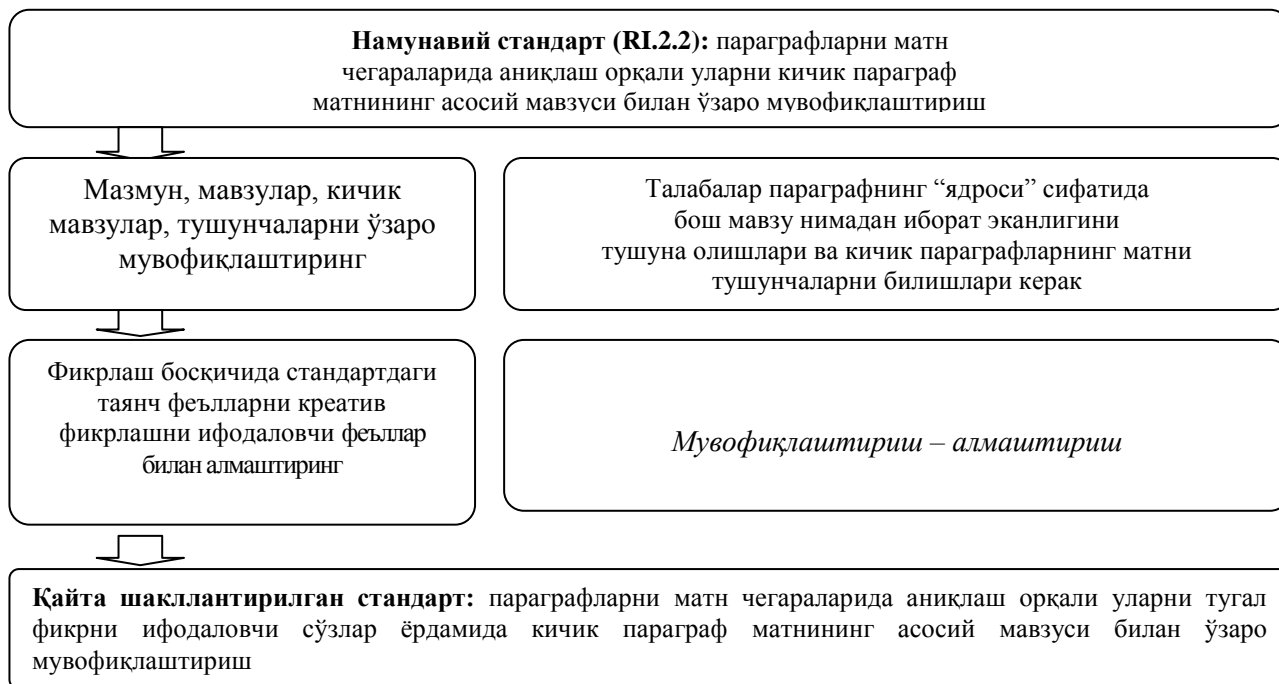 Намунавий стандарт (RI.2.2): параграфларни матн
чегараларида аниқлаш орқали уларни кичик параграф
матнининг асосий мавзуси билан ўзаро мувофиқлаштириш
Мазмун, мавзулар, кичик
мавзулар, тушунчаларни ўзаро
мувофиқлаштиринг
Талабалар параграфнинг “ядроси” сифатида
бош мавзу нимадан иборат эканлигини
тушуна олишлари ва кичик параграфларнинг матни
тушунчаларни билишлари керак
Фикрлаш босқичида стандартдаги
таянч феълларни креатив
фикрлашни ифодаловчи феъллар
билан алмаштиринг
Мувофиқлаштириш – алмаштириш
Қайта шакллантирилган стандарт: параграфларни матн чегараларида аниқлаш орқали уларни тугал
фикрни ифодаловчи сўзлар ёрдамида кичик параграф матнининг асосий мавзуси билан ўзаро
мувофиқлаштириш